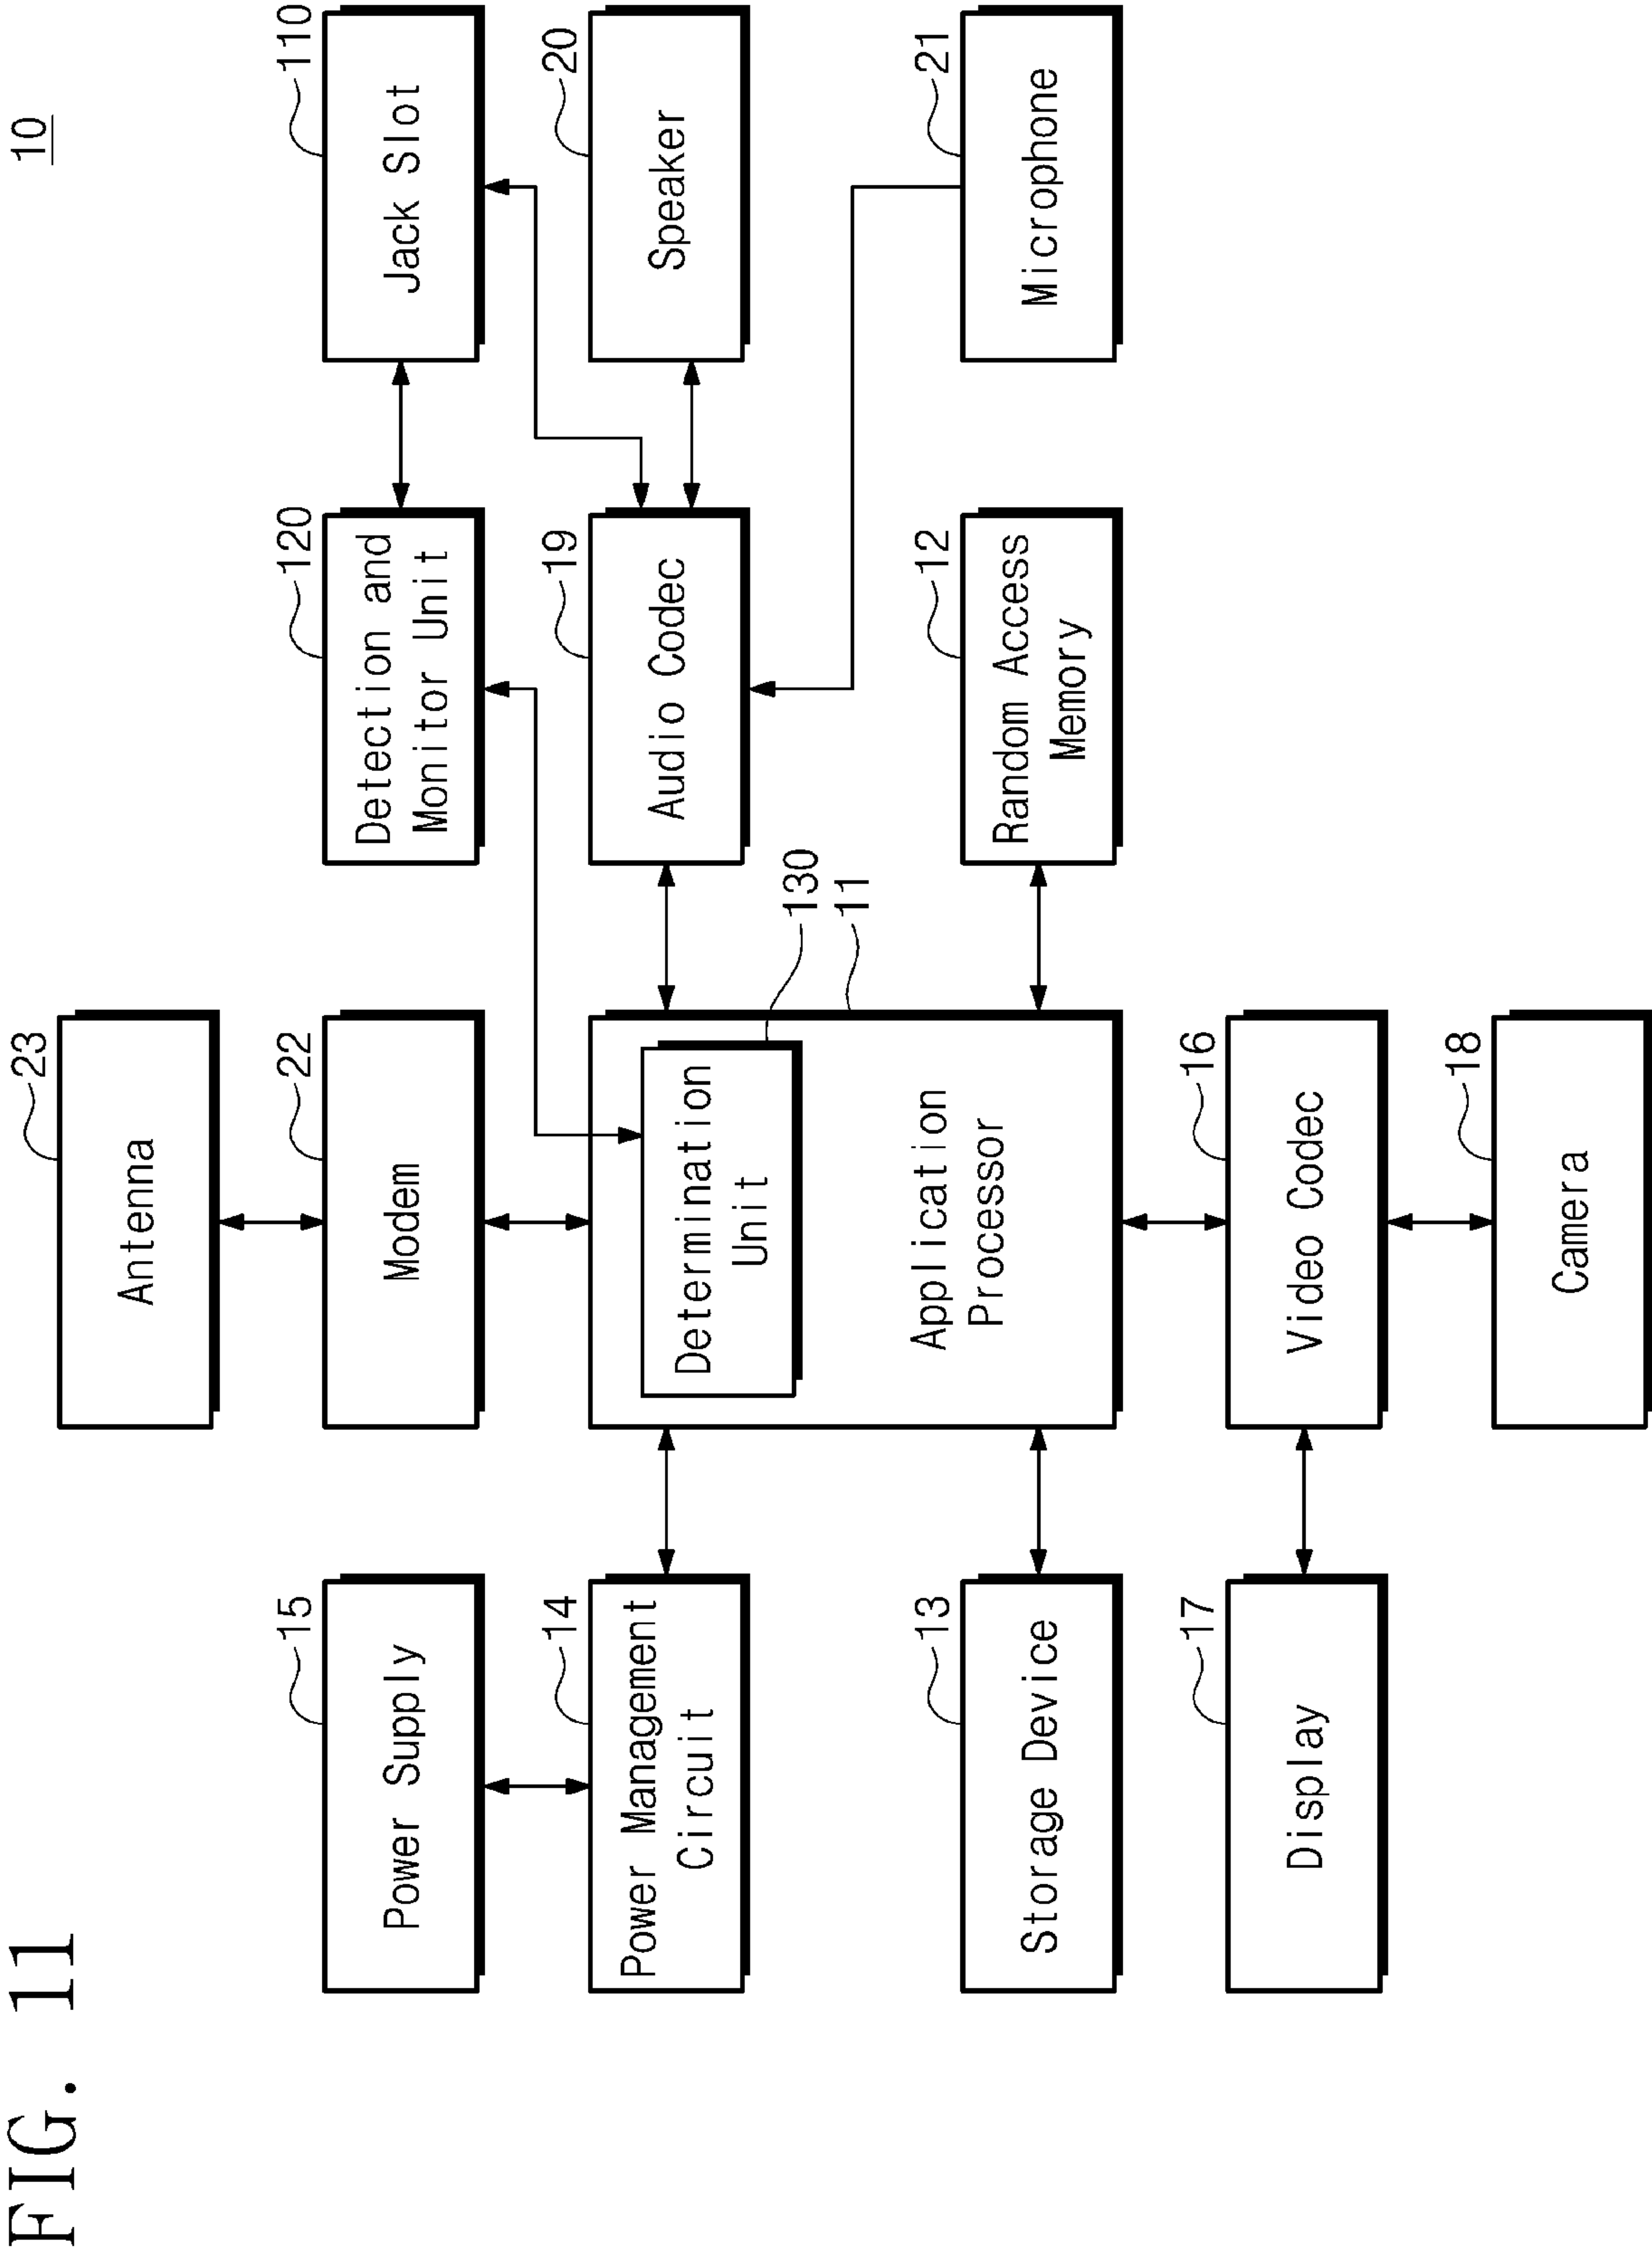 FIG. 11
10
23
Antenna
15
Power Supply
22
Modem
120
Detection and
Monitor Unit
110
Jack Slot
14
Power Management
Circuit
Determination
Unit
130
11
Application
Processor
19
Audio Codec
20
Speaker
13
Storage Device
12
Random Access
Memory
21
Microphone
17
Display
16
Video Codec
18
Camera